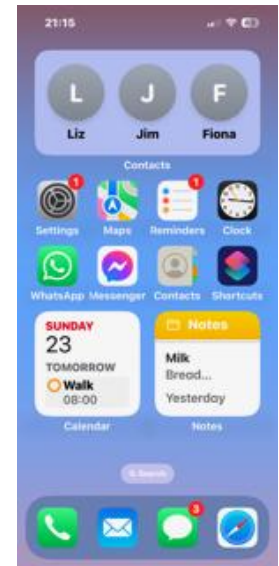 21:15
L J F
Liz Jim Fiona
Contacts
1 1
Settings Maps Reminders Clock
WhatsApp Messenger Contacts Shortcuts
SUNDAY
23
TOMORROW
Walk
08:00
Calendar
Notes
Milk
Bread...
Yesterday
Notes
Search
3